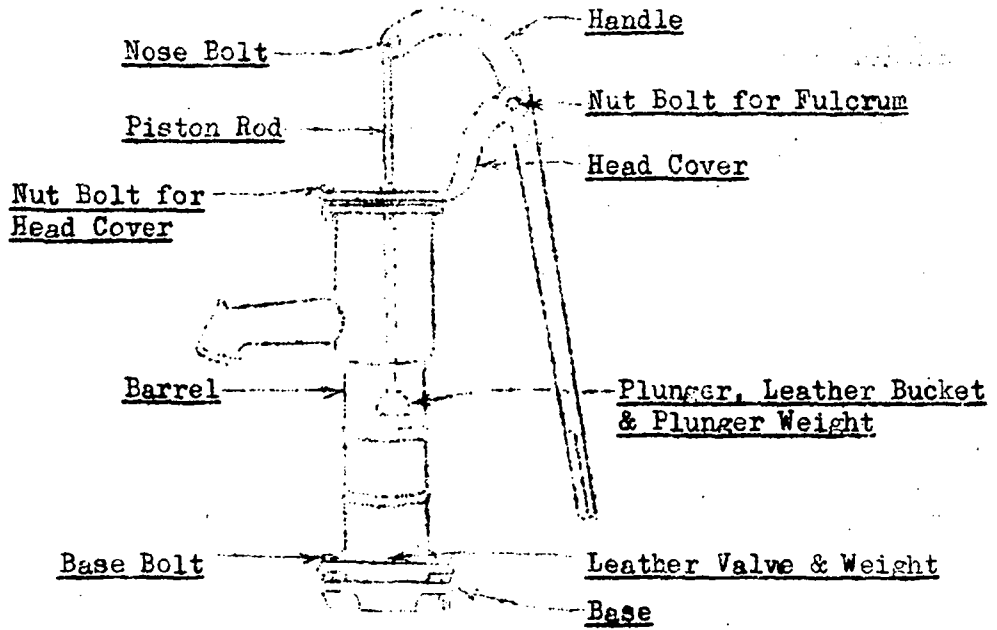 Handle
Nose Bolt
Nut Bolt for Fulcrum
Piston Rod
Head Cover
Nut Bolt for
Head Cover
Barrel
Plunger, Leather Bucket
& Plunger Weight
Base Bolt
Leather Valve & Weight
Base